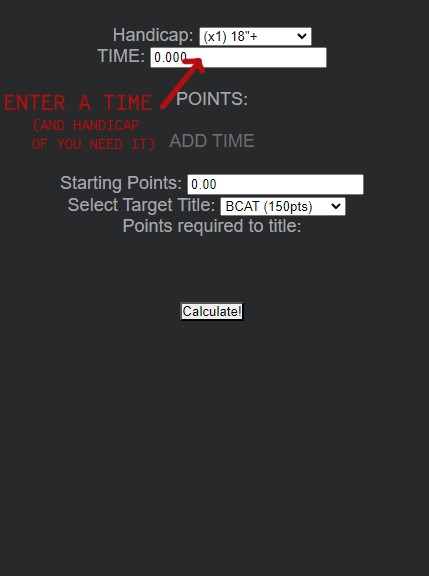 Handicap: (x1) 18"+
TIME: 0.000
ENTER A TIME
POINTS:
(AND HANDICAP
OF YOU NEED IT)
ADD TIME
Starting Points: 0.00
Select Target Title: BCAT (150pts)
Points required to title:
Calculate!